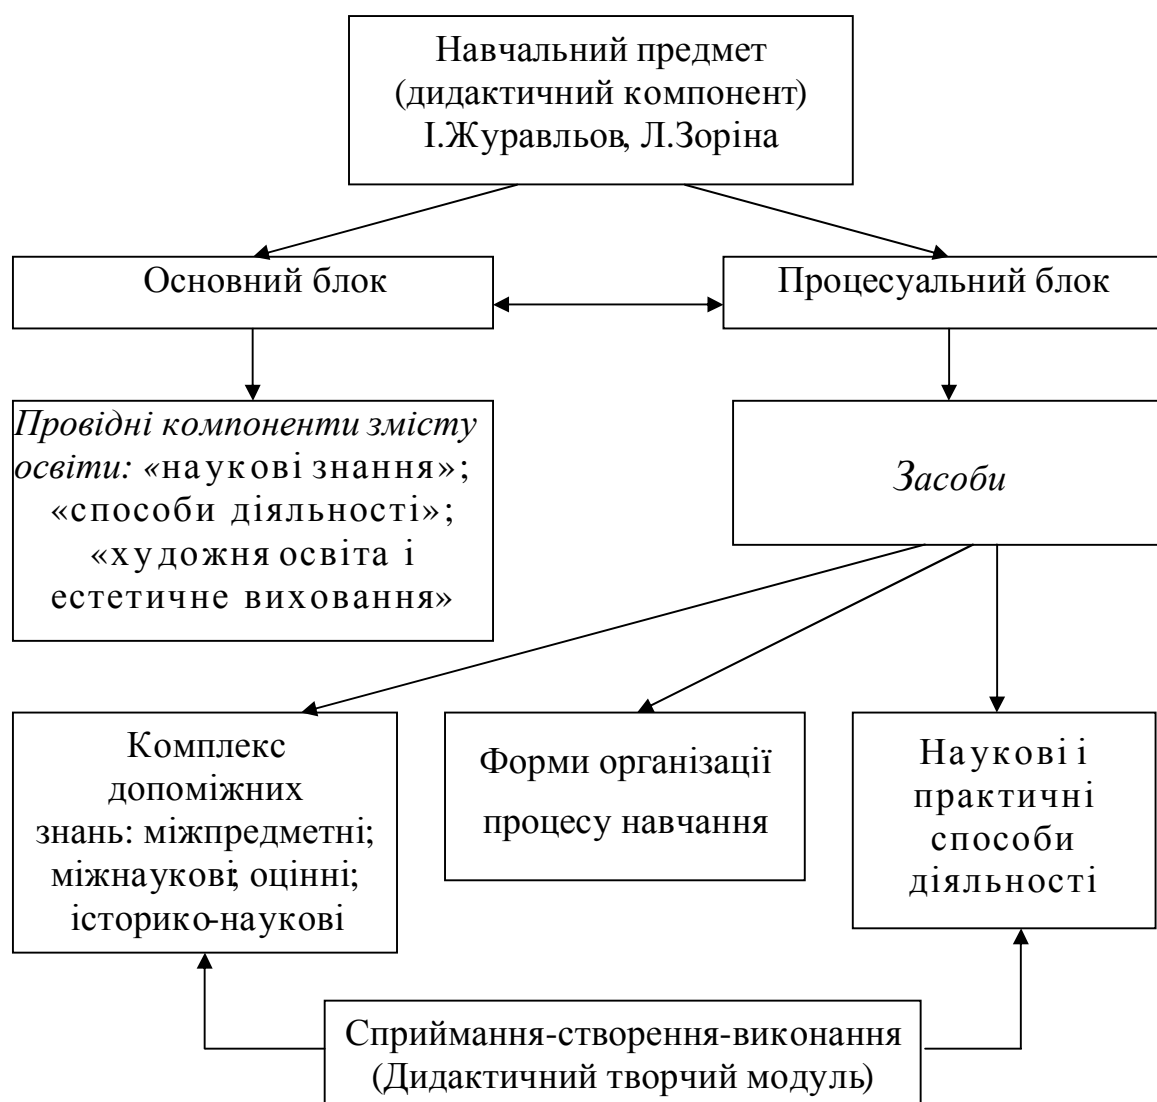 Навчальний предмет
(дидактичний компонент)
І.Журавльов, Л.Зоріна
Основний блок
Процесуальний блок
Провідні компоненти змісту
освіти: «наукові знання»;
«способи діяльності»;
«художня освіта і
естетичне виховання»
Засоби
Комплекс
допоміжних
знань: міжпредметні;
міжнаукові; оцінні;
історико-наукові
Форми організації
процесу навчання
Наукові і
практичні
способи
діяльності
Сприймання-створення-виконання
(Дидактичний творчий модуль)